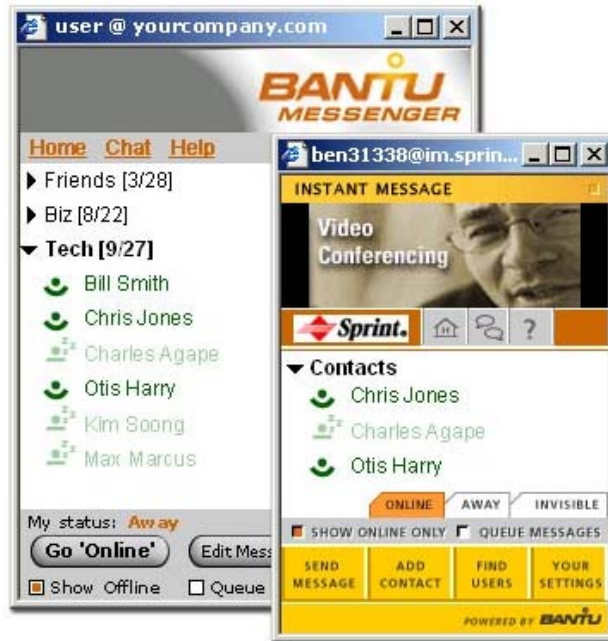 user @ yourcompany.com
BANTU
MESSENGER
Home Chat Help
Friends [3/28]
Biz [8/22]
Tech [9/27]
Bill Smith
Chris Jones
Charles Agape
Otis Harry
Kim Soong
Max Marcus
My status: Away
Go 'Online'
Edit Mess
Show Offline
Queue
ben31338@im.sprin...
INSTANT MESSAGE
Video
Conferencing
Sprint.
?
Contacts
Chris Jones
Charles Agape
Otis Harry
ONLINE AWAY INVISIBLE
SHOW ONLINE ONLY QUEUE MESSAGES
SEND MESSAGE
ADD CONTACT
FIND USERS
YOUR SETTINGS
POWERED BY BANTU